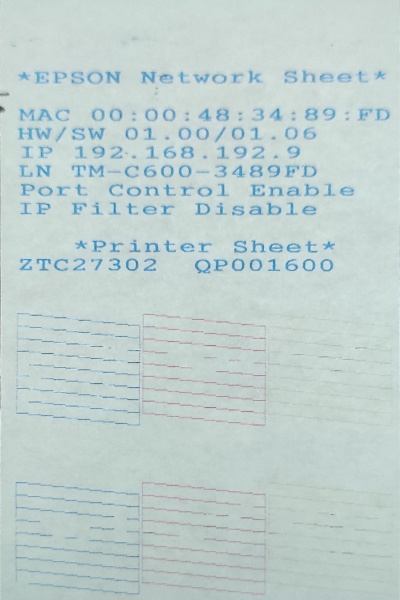 *EPSON Network Sheet*
MAC 00:00:48:34:89:FD
HW/SW 01.00/01.06
IP 192.168.192.9
LN TM-C600-3489FD
Port Control Enable
IP Filter Disable
*Printer Sheet*
ZTC27302 QP001600